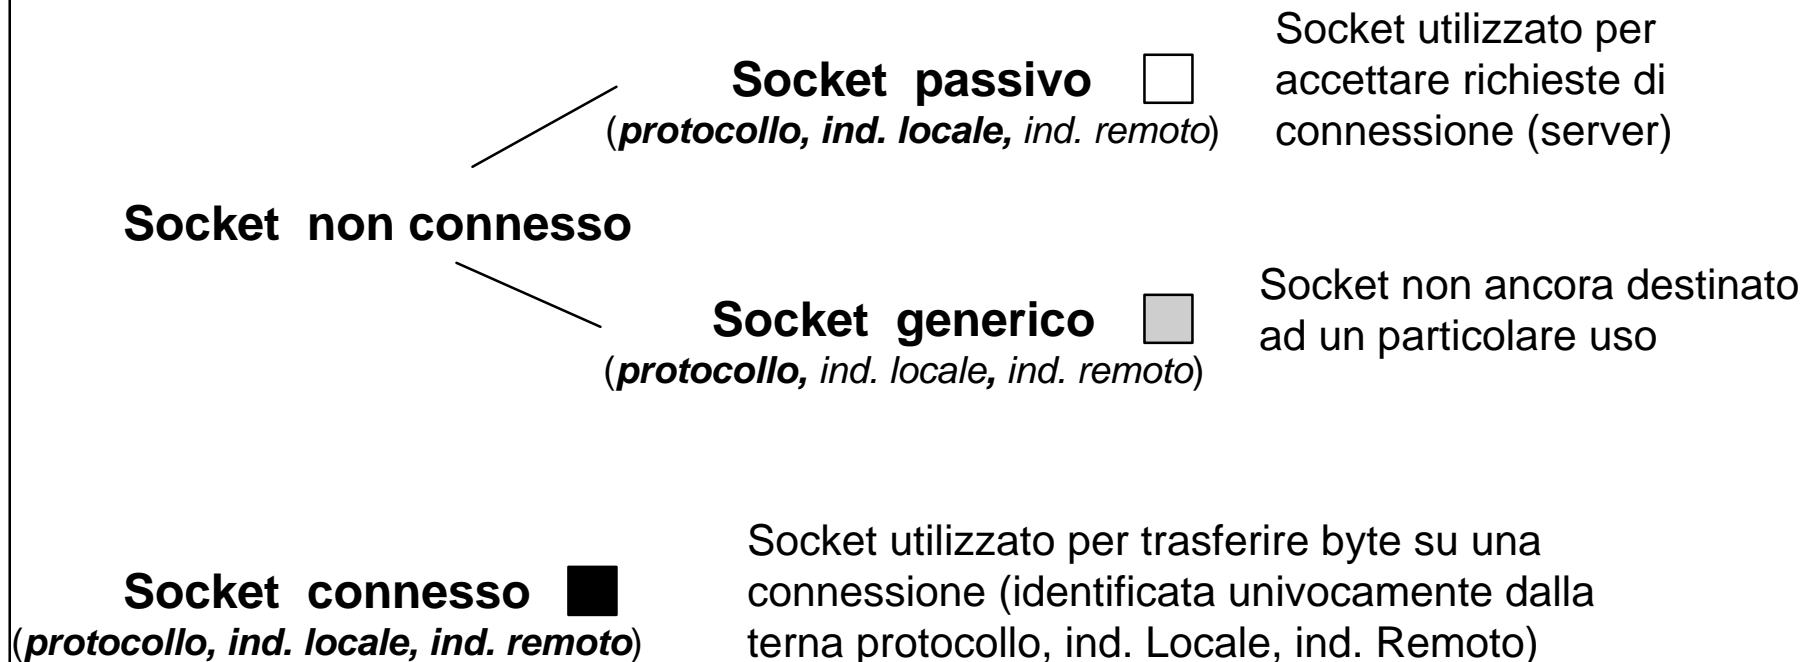 Socket passivo
(protocollo, ind. locale, ind. remoto)
Socket utilizzato per
accettare richieste di
connessione (server)
Socket non connesso
Socket generico
(protocollo, ind. locale, ind. remoto)
Socket non ancora destinato
ad un particolare uso
Socket connesso
(protocollo, ind. locale, ind. remoto)
Socket utilizzato per trasferire byte su una
connessione (identificata univocamente dalla
terna protocollo, ind. Locale, ind. Remoto)